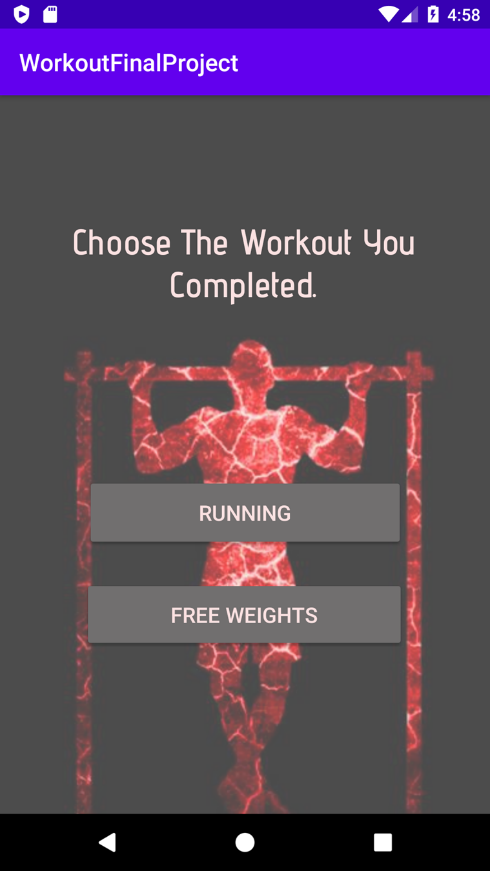 4:58
WorkoutFinalProject
Choose The Workout You
Completed.
RUNNING
FREE WEIGHTS